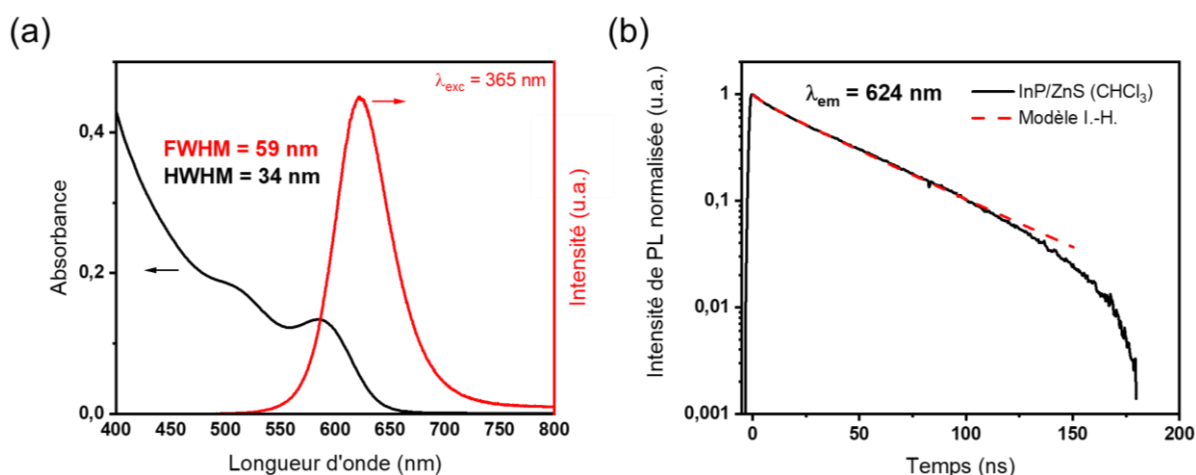 (a)
λexc = 365 nm
FWHM = 59 nm
HWHM = 34 nm
Absorbance
Intensité (u.a.)
0,4
0,2
0,0
400 450 500 550 600 650 700 750 800
Longueur d'onde (nm)
(b)
λem = 624 nm
InP/ZnS (CHCl3)
Modèle I.-H.
Intensité de PL normalisée (u.a.)
1
0,1
0,01
0,001
0 50 100 150 200
Temps (ns)